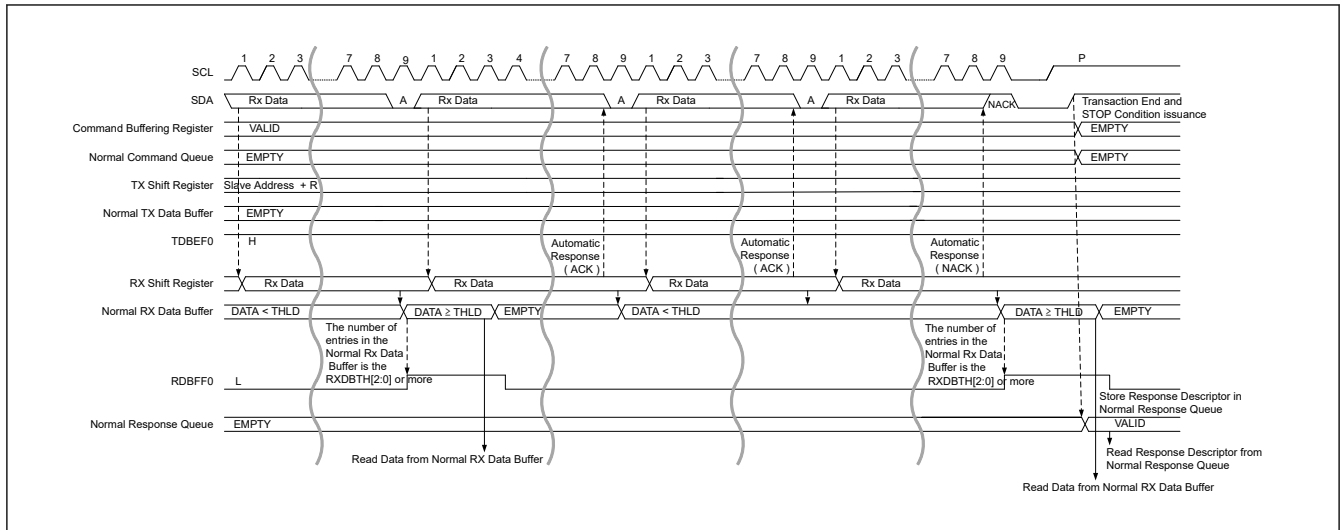 1 2 3 7 8 9 1 2 3 4 7 8 9 1 2 3 7 8 9 1 2 3 7 8 9 P
SCL
SDA Rx Data A Rx Data A Rx Data A Rx Data NACK Transaction End and
STOP Condition issuance
Command Buffering Register VALID EMPTY
Normal Command Queue EMPTY EMPTY
TX Shift Register Slave Address + R
Normal TX Data Buffer EMPTY
TDBEF0 H
Automatic
Response
( ACK )
Automatic
Response
( ACK )
Automatic
Response
( NACK )
RX Shift Register Rx Data Rx Data Rx Data Rx Data
Normal RX Data Buffer DATA < THLD DATA ≥ THLD EMPTY DATA < THLD DATA ≥ THLD EMPTY
The number of
entries in the
Normal Rx Data
Buffer is the
RXDBTH[2:0] or more
The number of
entries in the
Normal Rx Data
Buffer is the
RXDBTH[2:0] or more
RDBFF0 L
Store Response Descriptor in
Normal Response Queue
Normal Response Queue EMPTY VALID
Read Data from Normal RX Data Buffer
Read Response Descriptor from
Normal Response Queue
Read Data from Normal RX Data Buffer